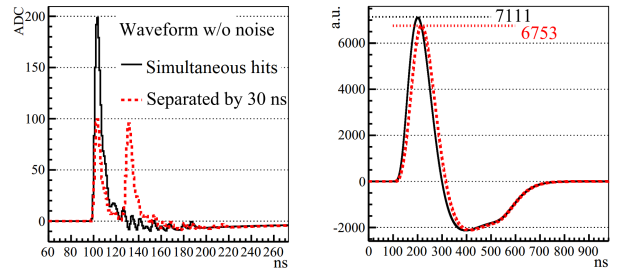 ADC
Waveform w/o noise
Simultaneous hits
Separated by 30 ns
200
150
100
50
0
60 80 100 120 140 160 180 200 220 240 260
ns
a.u.
7111
6753
6000
4000
2000
0
-2000
0 100 200 300 400 500 600 700 800 900
ns